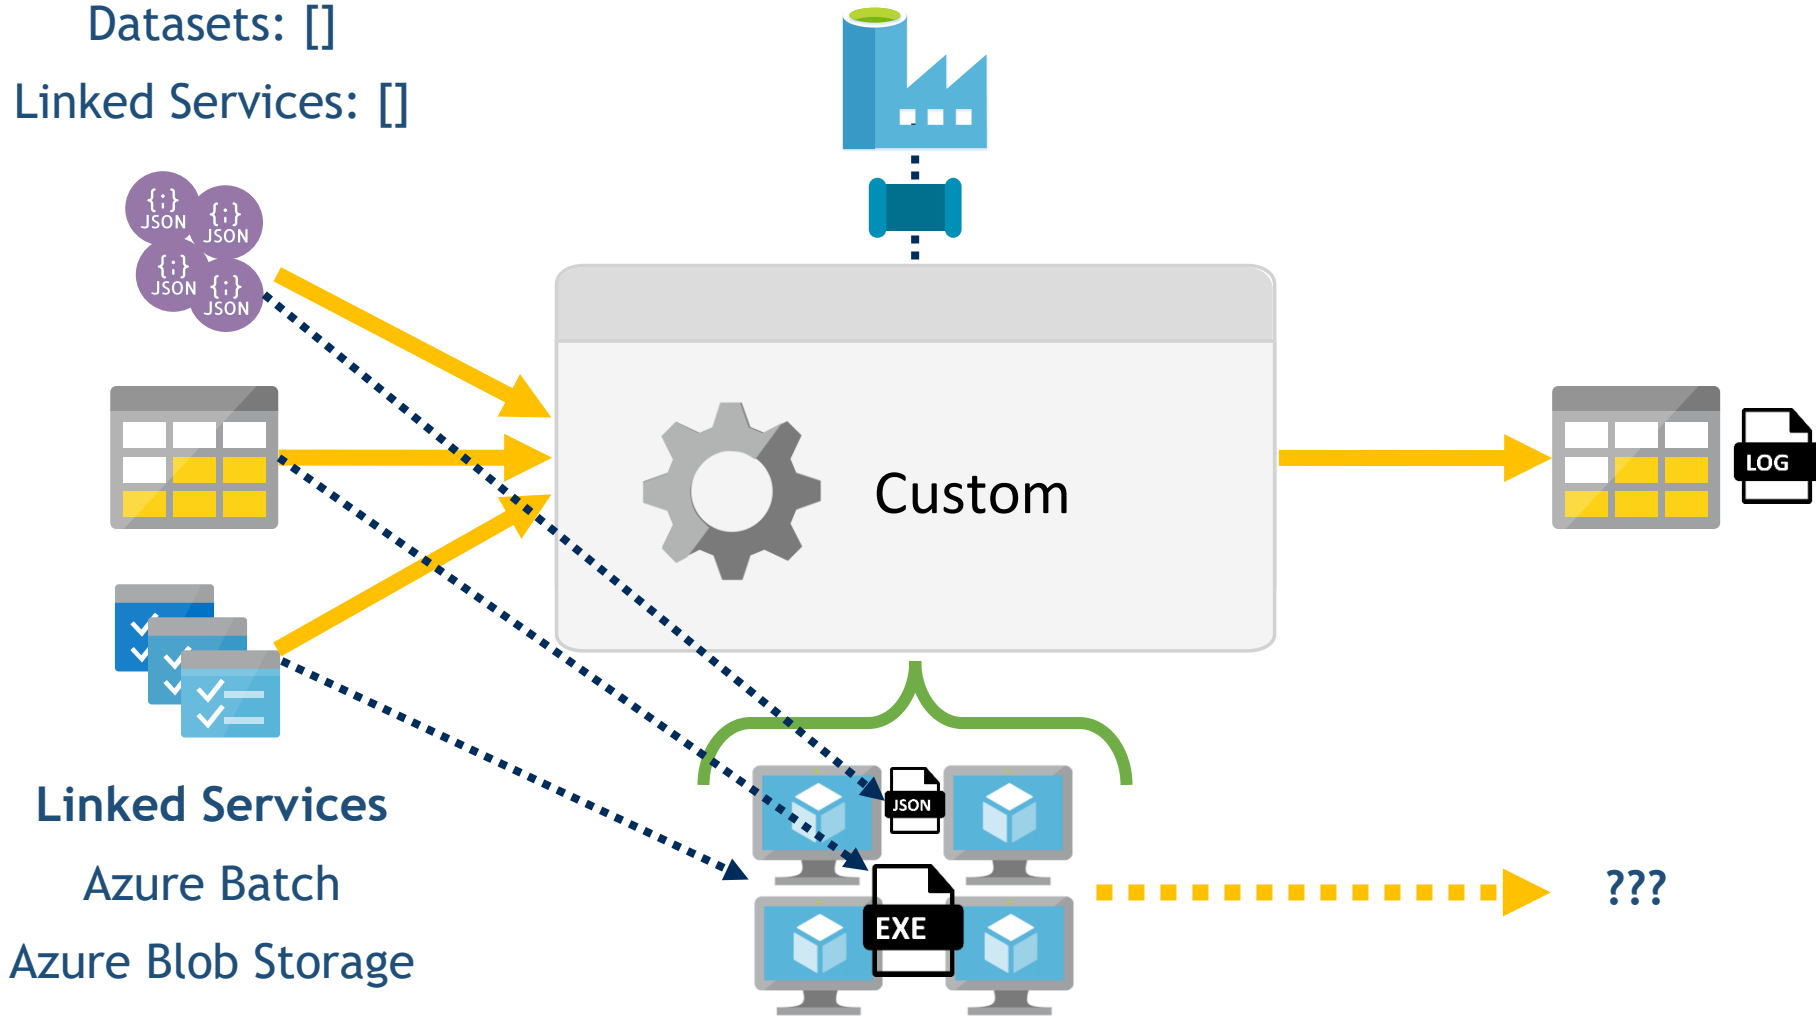 Datasets: []
Linked Services: []
{;}
JSON
{;}
JSON
{;}
JSON
{;}
JSON
Custom
LOG
Linked Services
Azure Batch
Azure Blob Storage
JSON
EXE
???